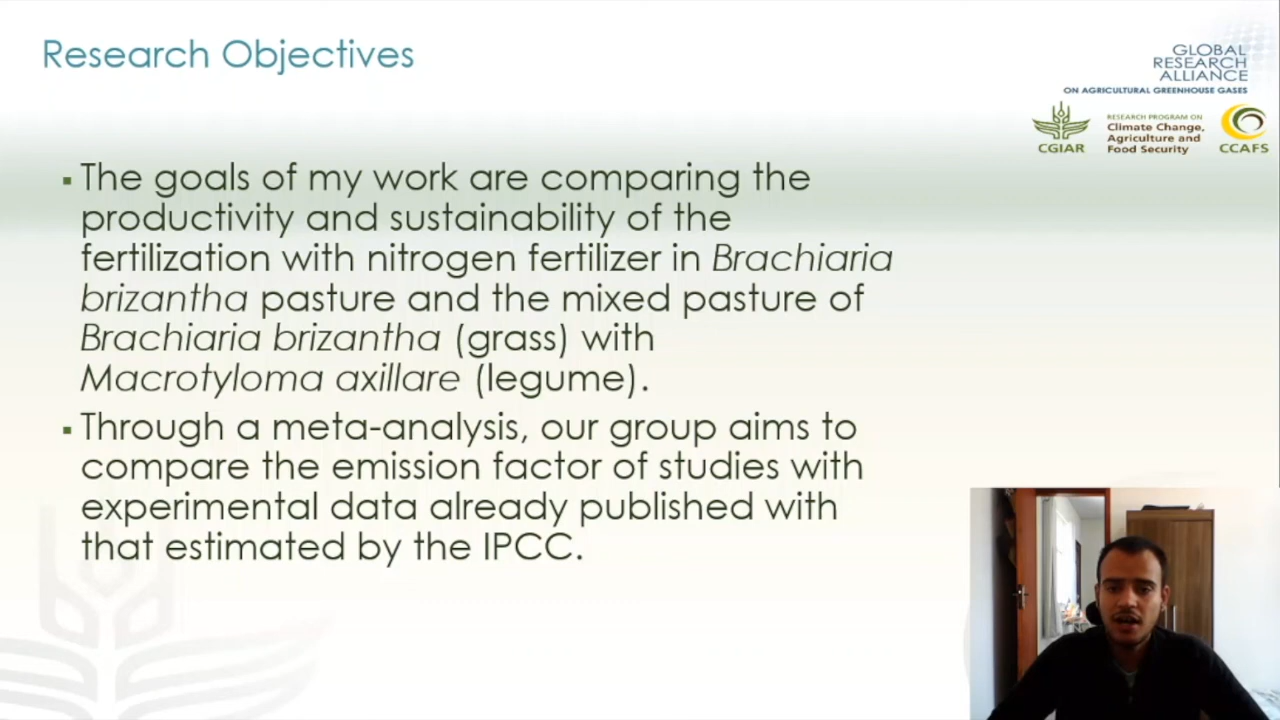 Research Objectives
GLOBAL
RESEARCH
ALLIANCE
ON AGRICULTURAL GREENHOUSE GASES
CGIAR
RESEARCH PROGRAM ON
Climate Change,
Agriculture and
Food Security
CCAFS
▪ The goals of my work are comparing the
productivity and sustainability of the
fertilization with nitrogen fertilizer in Brachiaria
brizantha pasture and the mixed pasture of
Brachiaria brizantha (grass) with
Macrotyloma axillare (legume).
▪ Through a meta-analysis, our group aims to
compare the emission factor of studies with
experimental data already published with
that estimated by the IPCC.